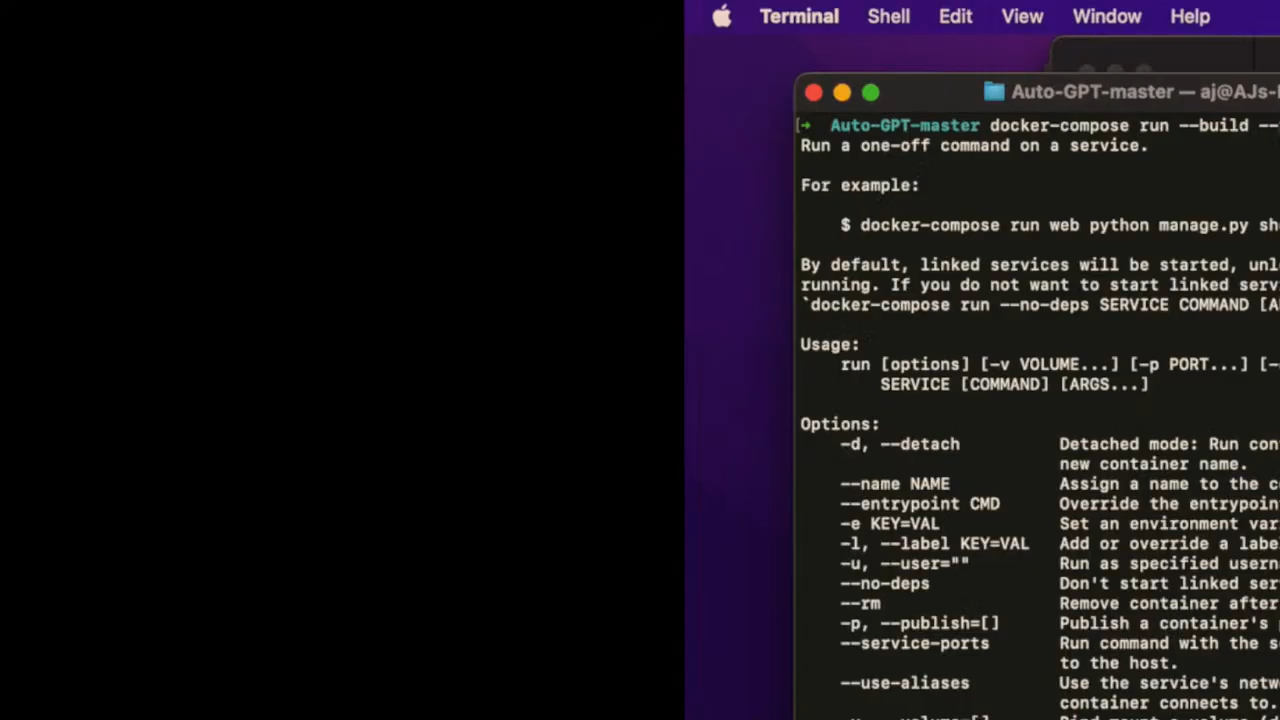 Terminal Shell Edit View Window Help
Auto-GPT-master — aj@AJs-
[→ Auto-GPT-master docker-compose run --build --
Run a one-off command on a service.
For example:
$ docker-compose run web python manage.py sh
By default, linked services will be started, unl
running. If you do not want to start linked serv
`docker-compose run --no-deps SERVICE COMMAND [A
Usage:
run [options] [-v VOLUME...] [-p PORT...] [-
SERVICE [COMMAND] [ARGS...]
Options:
-d, --detach Detached mode: Run con
new container name.
--name NAME Assign a name to the c
--entrypoint CMD Override the entrypoin
-e KEY=VAL Set an environment var
-l, --label KEY=VAL Add or override a labe
-u, --user="" Run as specified usern
--no-deps Don't start linked ser
--rm Remove container after
-p, --publish=[] Publish a container's
--service-ports Run command with the s
to the host.
--use-aliases Use the service's netw
container connects to.